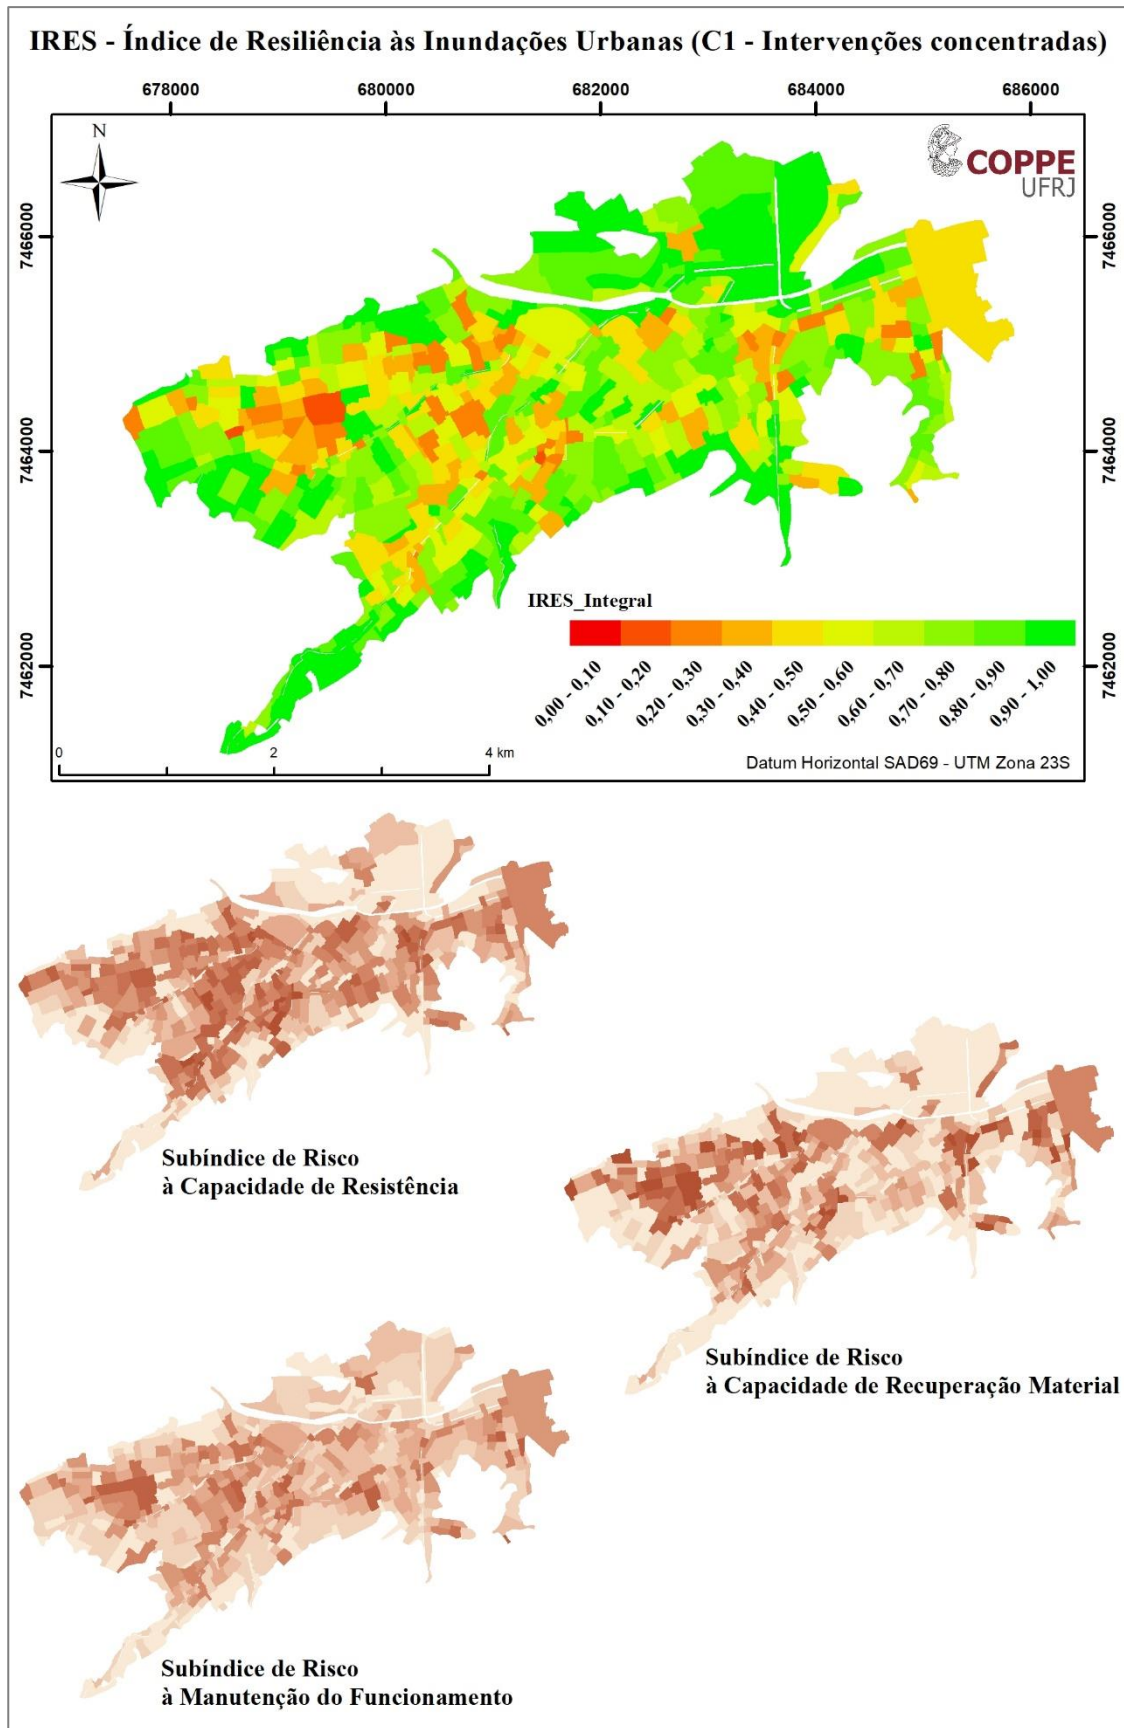 IRES - Índice de Resiliência às Inundações Urbanas (C1 - Intervenções concentradas)
678000 680000 682000 684000 686000
N
COPPE
UFRJ
7466000 7466000
7464000 7464000
7462000 7462000
IRES_Integral
0,00 - 0,10 0,10 - 0,20 0,20 - 0,30 0,30 - 0,40 0,40 - 0,50 0,50 - 0,60 0,60 - 0,70 0,70 - 0,80 0,80 - 0,90 0,90 - 1,00
0 2 4 km
Datum Horizontal SAD69 - UTM Zona 23S
Subíndice de Risco
à Capacidade de Resistência
Subíndice de Risco
à Capacidade de Recuperação Material
Subíndice de Risco
à Manutenção do Funcionamento